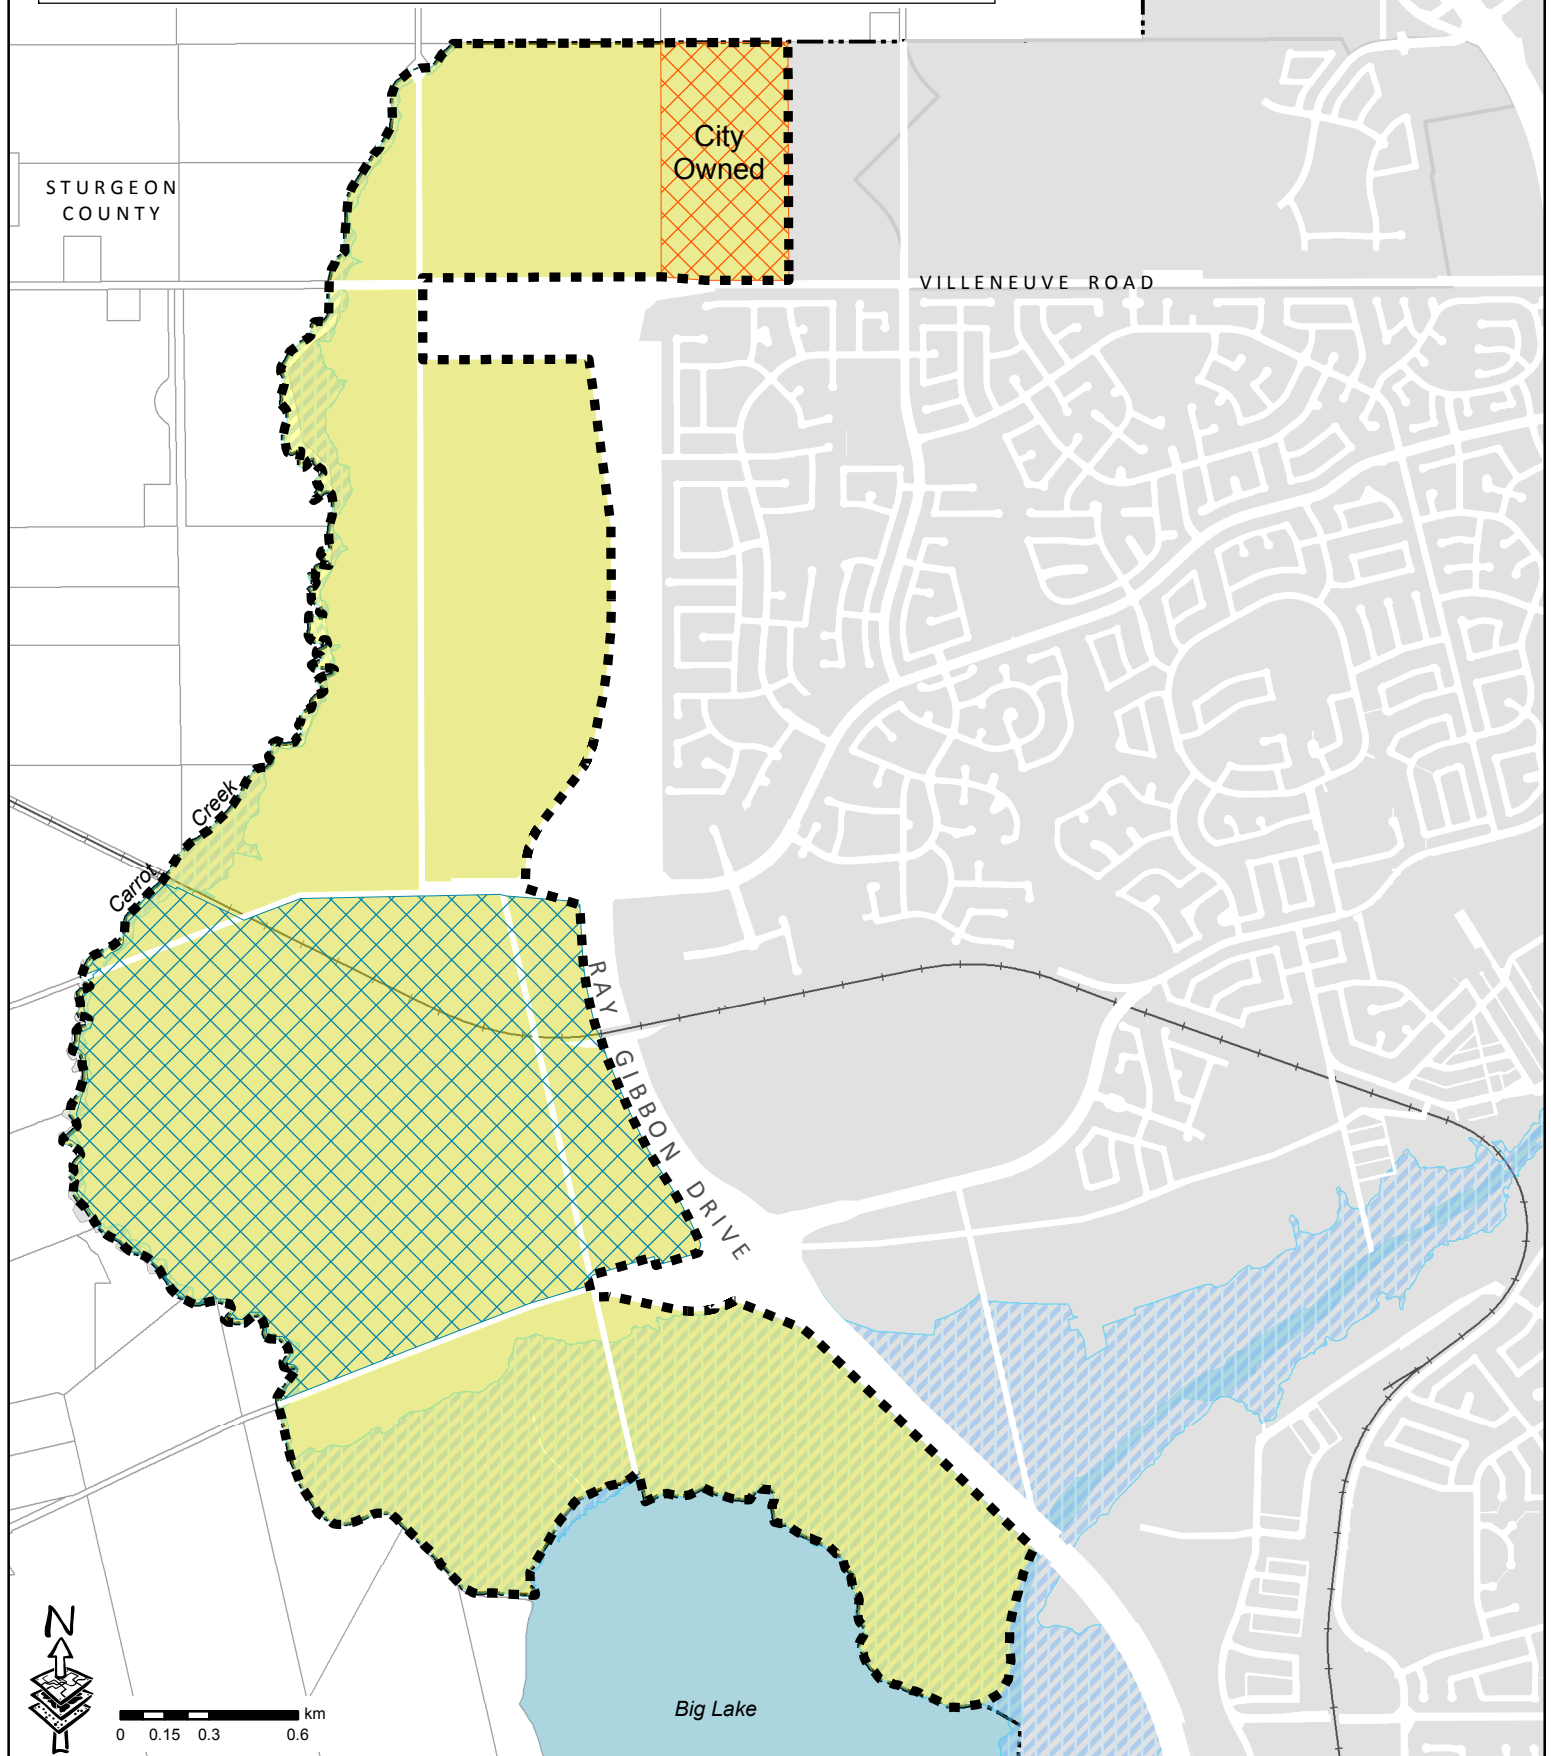 City
Owned
STURGEON
COUNTY
VILLENEUVE ROAD
Carrot Creek
RAY GIBBON DRIVE
N
km
0 0.15 0.3 0.6
Big Lake